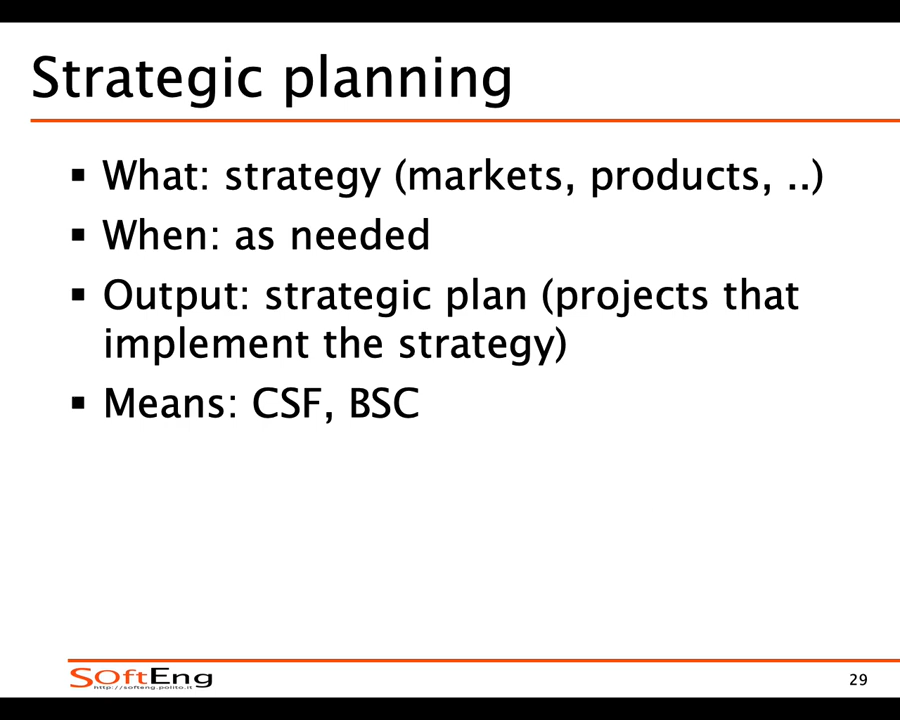 Strategic planning
▪ What: strategy (markets, products, ..)
▪ When: as needed
▪ Output: strategic plan (projects that
implement the strategy)
▪ Means: CSF, BSC
SOftEng
http://softeng.polito.it
29